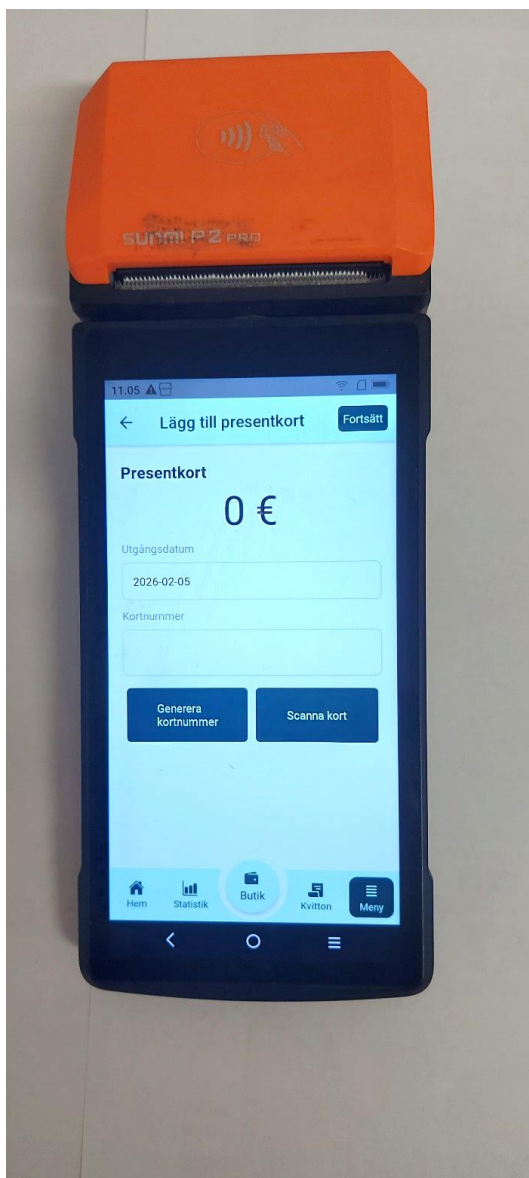 SUNMI P2 PRO
11.05
Lägg till presentkort
Fortsätt
Presentkort
0 €
Utgångsdatum
2026-02-05
Kortnummer
Generera
kortnummer
Scanna kort
Hem
Statistik
Butik
Kvitton
Meny